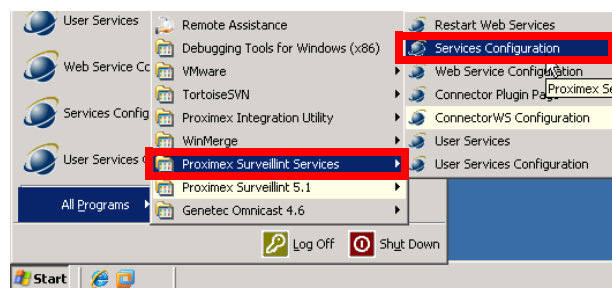 User Services
Web Service Co
Services Config
User Services
All Programs
Remote Assistance
Debugging Tools for Windows (x86)
VMware
TortoiseSVN
Proximex Integration Utility
WinMerge
Proximex Surveillint Services
Proximex Surveillint 5.1
Genetec Omnicast 4.6
Restart Web Services
Services Configuration
Web Service Configuration
Connector Plugin Pa
Proximex Se
ConnectorWS Configuration
User Services
User Services Configuration
Log Off
Shut Down
Start